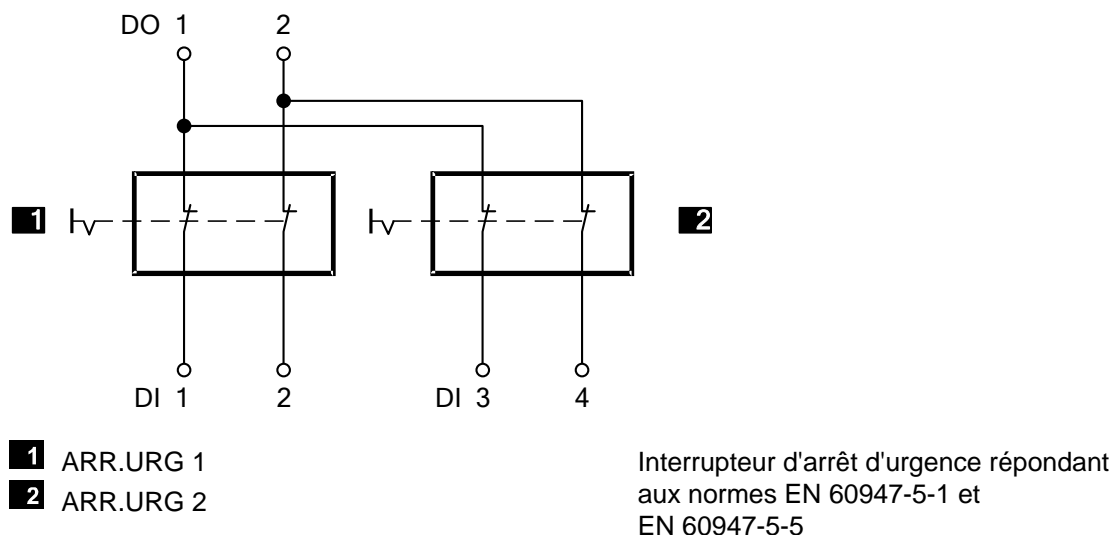 DO 1 2
1
2
DI 1 2 DI 3 4
1 ARR.URG 1
2 ARR.URG 2
Interrupteur d'arrêt d'urgence répondant
aux normes EN 60947-5-1 et
EN 60947-5-5